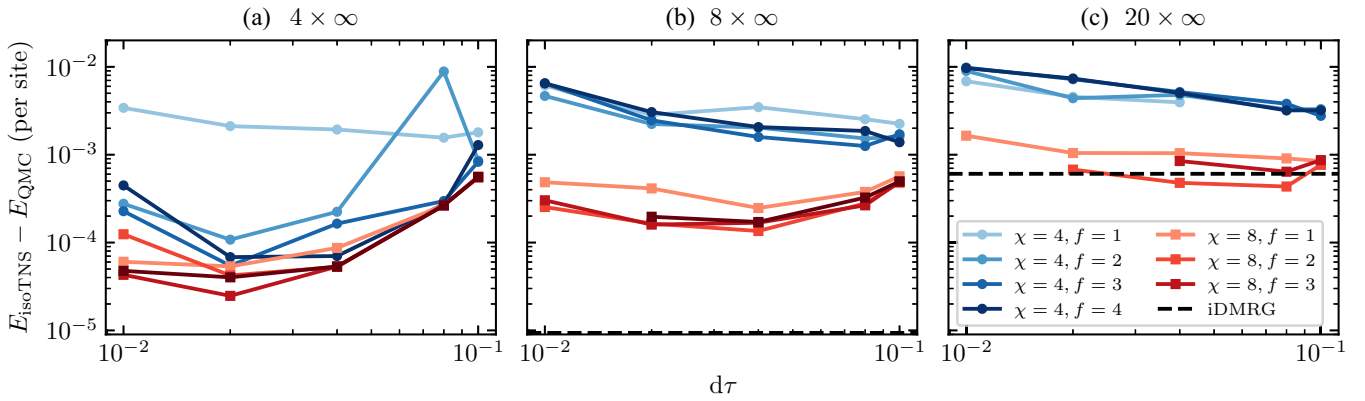 (a) 4 × ∞
(b) 8 × ∞
(c) 20 × ∞
E_isoTNS − E_QMC (per site)
10⁻²
10⁻³
10⁻⁴
10⁻⁵
10⁻² 10⁻¹
10⁻² 10⁻¹
10⁻² 10⁻¹
dτ
χ = 4, f = 1
χ = 4, f = 2
χ = 4, f = 3
χ = 4, f = 4
χ = 8, f = 1
χ = 8, f = 2
χ = 8, f = 3
iDMRG